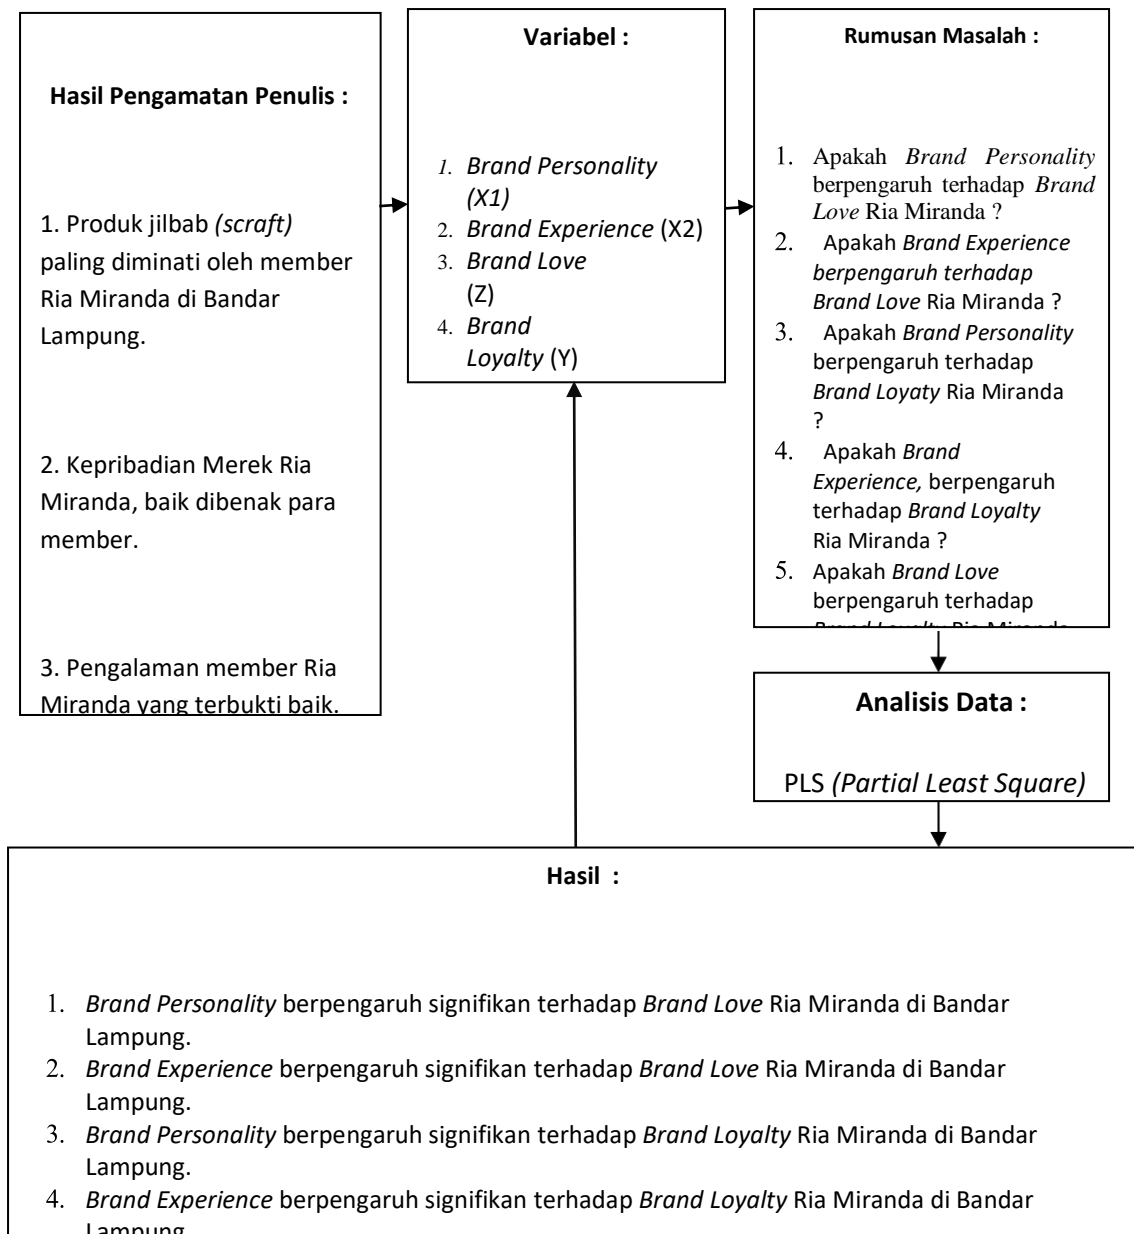 Hasil Pengamatan Penulis :
1. Produk jilbab (scraft)
paling diminati oleh member
Ria Miranda di Bandar
Lampung.
2. Kepribadian Merek Ria
Miranda, baik dibenak para
member.
3. Pengalaman member Ria
Miranda yang terbukti baik.
Variabel :
1. Brand Personality
(X1)
2. Brand Experience (X2)
3. Brand Love
(Z)
4. Brand
Loyalty (Y)
Rumusan Masalah :
1. Apakah Brand Personality
berpengaruh terhadap Brand
Love Ria Miranda ?
2. Apakah Brand Experience
berpengaruh terhadap
Brand Love Ria Miranda ?
3. Apakah Brand Personality
berpengaruh terhadap
Brand Loyaty Ria Miranda
?
4. Apakah Brand
Experience, berpengaruh
terhadap Brand Loyalty
Ria Miranda ?
5. Apakah Brand Love
berpengaruh terhadap
Brand Loyalty Ria Miranda
Analisis Data :
PLS (Partial Least Square)
Hasil :
1. Brand Personality berpengaruh signifikan terhadap Brand Love Ria Miranda di Bandar
Lampung.
2. Brand Experience berpengaruh signifikan terhadap Brand Love Ria Miranda di Bandar
Lampung.
3. Brand Personality berpengaruh signifikan terhadap Brand Loyalty Ria Miranda di Bandar
Lampung.
4. Brand Experience berpengaruh signifikan terhadap Brand Loyalty Ria Miranda di Bandar
Lampung